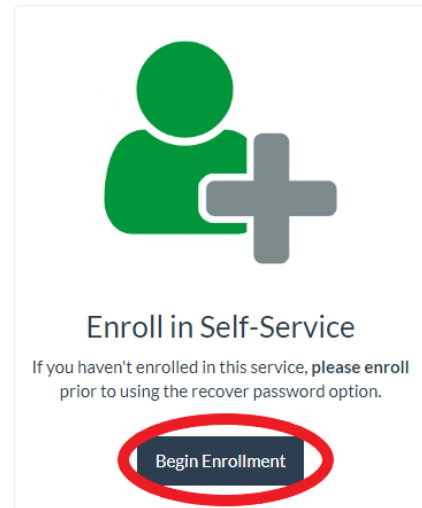 Enroll in Self-Service
If you haven't enrolled in this service, please enroll
prior to using the recover password option.
Begin Enrollment